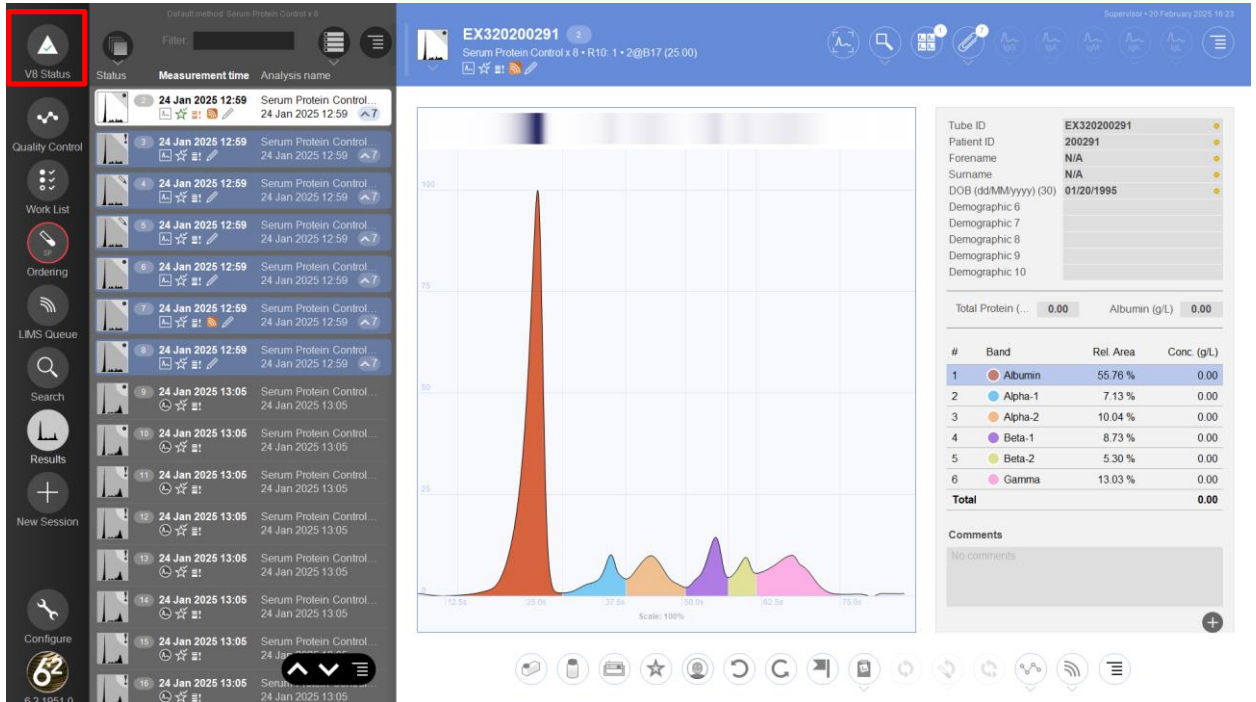 V8 Status
Quality Control
Work List
SP
Ordering
LIMS Queue
Search
Results
New Session
Configure
6.2
6.2.1951.0
Default method: Serum Protein Control x 8
Filter:
Status Measurement time Analysis name
2 24 Jan 2025 12:59 Serum Protein Control...
24 Jan 2025 12:59 7
3 24 Jan 2025 12:59 Serum Protein Control...
24 Jan 2025 12:59 7
4 24 Jan 2025 12:59 Serum Protein Control...
24 Jan 2025 12:59 7
5 24 Jan 2025 12:59 Serum Protein Control...
24 Jan 2025 12:59 7
6 24 Jan 2025 12:59 Serum Protein Control...
24 Jan 2025 12:59 7
7 24 Jan 2025 12:59 Serum Protein Control...
24 Jan 2025 12:59 7
8 24 Jan 2025 12:59 Serum Protein Control...
24 Jan 2025 12:59 7
9 24 Jan 2025 13:05 Serum Protein Control...
24 Jan 2025 13:05
10 24 Jan 2025 13:05 Serum Protein Control...
24 Jan 2025 13:05
11 24 Jan 2025 13:05 Serum Protein Control...
24 Jan 2025 13:05
12 24 Jan 2025 13:05 Serum Protein Control...
24 Jan 2025 13:05
13 24 Jan 2025 13:05 Serum Protein Control...
24 Jan 2025 13:05
14 24 Jan 2025 13:05 Serum Protein Control...
24 Jan 2025 13:05
15 24 Jan 2025 13:05 Serum Protein Control...
24 Jan
16 24 Jan 2025 13:05 Serum Control...
24 Jan 2025 13:05
Supervisor • 20 February 2025 16:23
EX320200291 2
Serum Protein Control x 8 • R10: 1 • 2@B17 (25.00)
1
7
IgG
IgA
IgM
100
75
50
25
0
12.5s 25.0s 37.5s 50.0s 62.5s 75.0s
Scale: 100%
Tube ID EX320200291
Patient ID 200291
Forename N/A
Surname N/A
DOB (dd/MM/yyyy) (30) 01/20/1995
Demographic 6
Demographic 7
Demographic 8
Demographic 9
Demographic 10
Total Protein (... 0.00 Albumin (g/L) 0.00
# Band Rel. Area Conc. (g/L)
1 Albumin 55.76 % 0.00
2 Alpha-1 7.13 % 0.00
3 Alpha-2 10.04 % 0.00
4 Beta-1 8.73 % 0.00
5 Beta-2 5.30 % 0.00
6 Gamma 13.03 % 0.00
Total 0.00
Comments
No comments